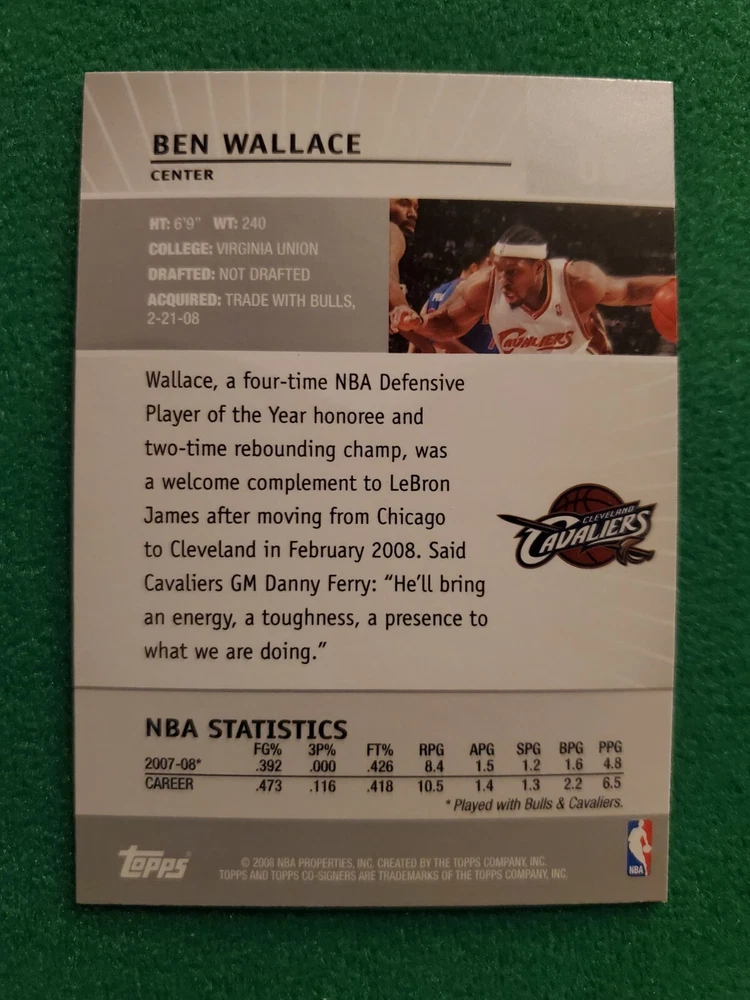 BEN WALLACE
CENTER
HT: 6'9" WT: 240
COLLEGE: VIRGINIA UNION
DRAFTED: NOT DRAFTED
ACQUIRED: TRADE WITH BULLS,
2-21-08
CAVALIERS
Wallace, a four-time NBA Defensive
Player of the Year honoree and
two-time rebounding champ, was
a welcome complement to LeBron
James after moving from Chicago
to Cleveland in February 2008. Said
Cavaliers GM Danny Ferry: “He’ll bring
an energy, a toughness, a presence to
what we are doing.”
CLEVELAND
CAVALIERS
NBA STATISTICS
FG% 3P% FT% RPG APG SPG BPG PPG
2007-08* .392 .000 .426 8.4 1.5 1.2 1.6 4.8
CAREER .473 .116 .418 10.5 1.4 1.3 2.2 6.5
* Played with Bulls & Cavaliers.
Topps
© 2008 NBA PROPERTIES, INC. CREATED BY THE TOPPS COMPANY, INC.
TOPPS AND TOPPS CO-SIGNERS ARE TRADEMARKS OF THE TOPPS COMPANY, INC.
NBA